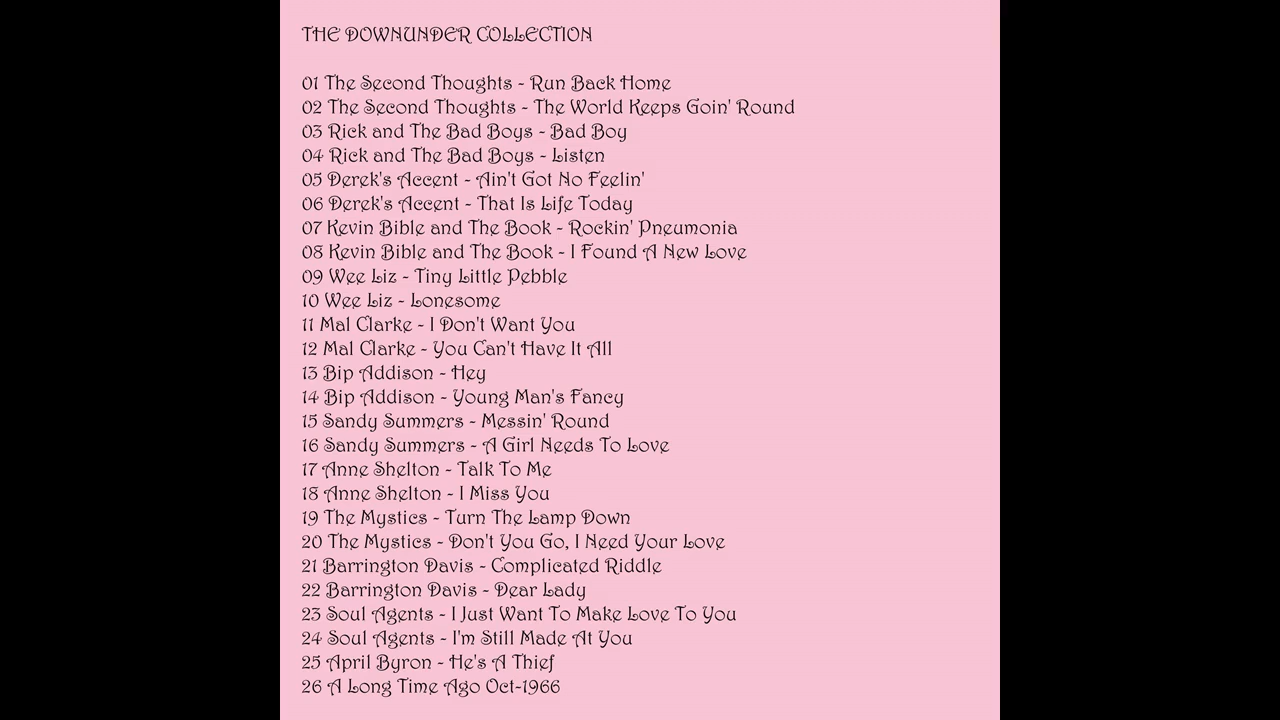 THE DOWNUNDER COLLECTION
01 The Second Thoughts - Run Back Home
02 The Second Thoughts - The World Keeps Goin' Round
03 Rick and The Bad Boys - Bad Boy
04 Rick and The Bad Boys - Listen
05 Derek's Accent - Ain't Got No Feelin'
06 Derek's Accent - That Is Life Today
07 Kevin Bible and The Book - Rockin' Pneumonia
08 Kevin Bible and The Book - I Found A New Love
09 Wee Liz - Tiny Little Pebble
10 Wee Liz - Lonesome
11 Mal Clarke - I Don't Want You
12 Mal Clarke - You Can't Have It All
13 Bip Addison - Hey
14 Bip Addison - Young Man's Fancy
15 Sandy Summers - Messin' Round
16 Sandy Summers - A Girl Needs To Love
17 Anne Shelton - Talk To Me
18 Anne Shelton - I Miss You
19 The Mystics - Turn The Lamp Down
20 The Mystics - Don't You Go, I Need Your Love
21 Barrington Davis - Complicated Riddle
22 Barrington Davis - Dear Lady
23 Soul Agents - I Just Want To Make Love To You
24 Soul Agents - I'm Still Made At You
25 April Byron - He's A Thief
26 A Long Time Ago Oct-1966